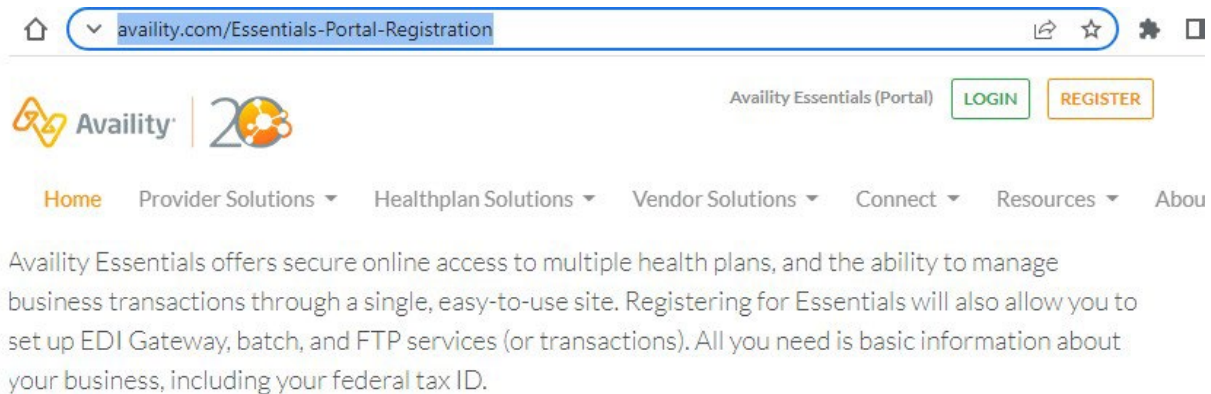 availity.com/Essentials-Portal-Registration
Availity
20
Availity Essentials (Portal) LOGIN REGISTER
Home Provider Solutions Healthplan Solutions Vendor Solutions Connect Resources Abou
Availity Essentials offers secure online access to multiple health plans, and the ability to manage
business transactions through a single, easy-to-use site. Registering for Essentials will also allow you to
set up EDI Gateway, batch, and FTP services (or transactions). All you need is basic information about
your business, including your federal tax ID.